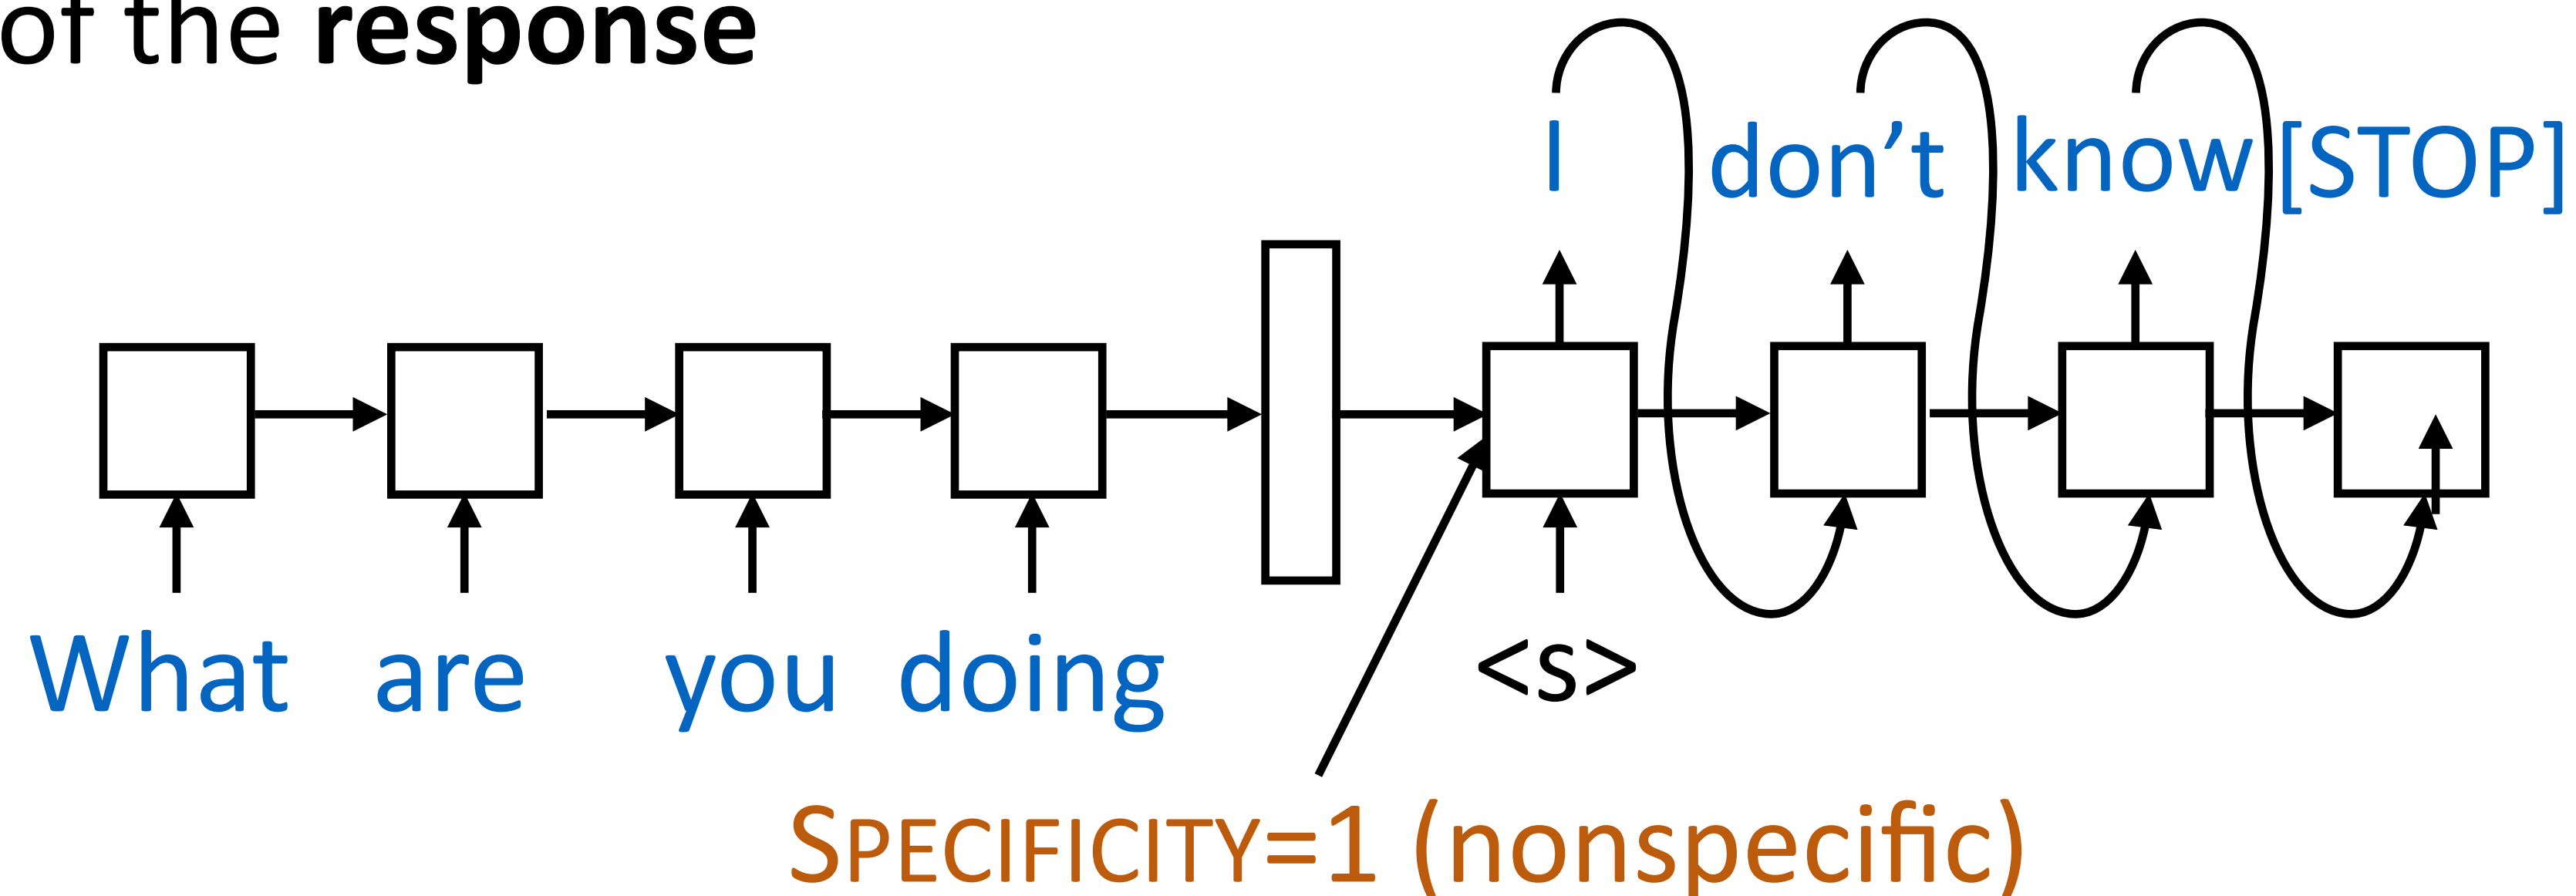 of the response
I don’t know [STOP]
What are you doing <s>
SPECIFICITY=1 (nonspecific)